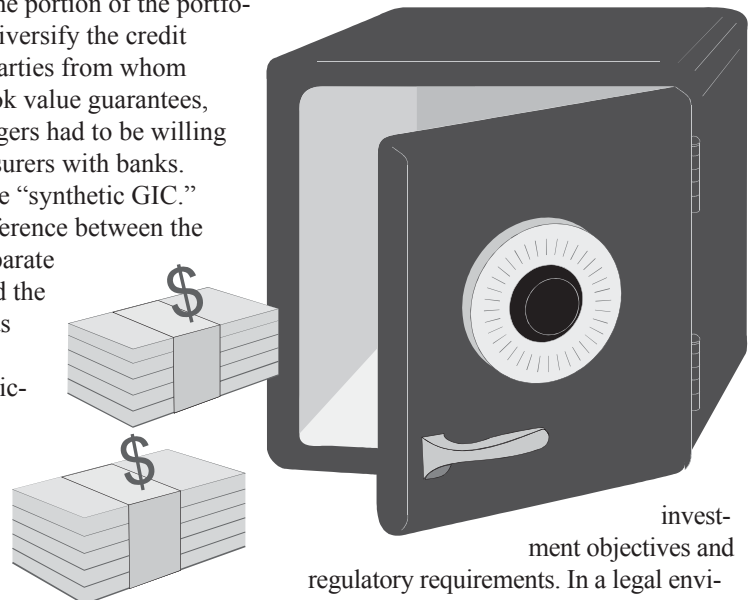 ne portion of the portfo-
iversify the credit
arties from whom
ok value guarantees,
gers had to be willing
surers with banks.
e “synthetic GIC.”
ference between the
parate
d the
s
ic-
$
$
invest-
ment objectives and
regulatory requirements. In a legal envi-